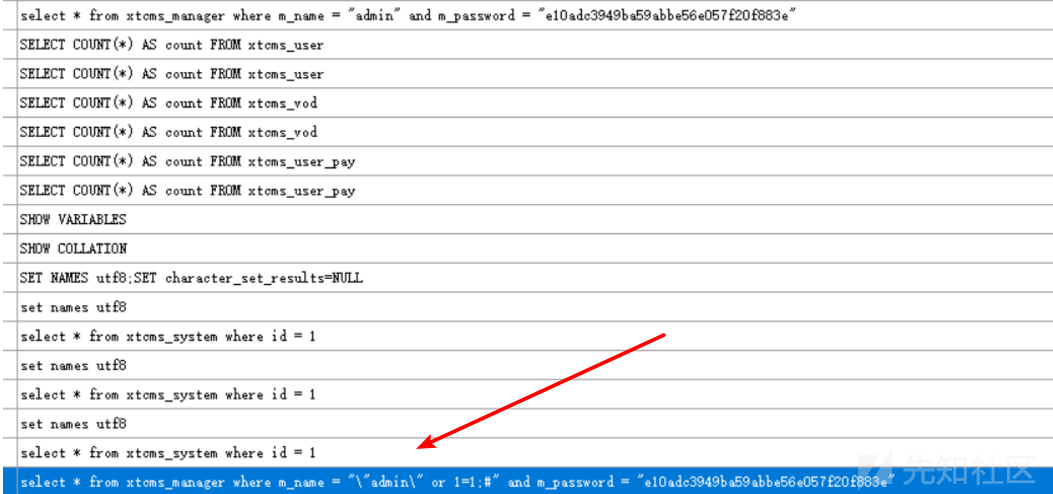 select * from xtcms_manager where m_name = "admin" and m_password = "e10adc3949ba59abbe56e057f20f883e"
SELECT COUNT(*) AS count FROM xtcms_user
SELECT COUNT(*) AS count FROM xtcms_user
SELECT COUNT(*) AS count FROM xtcms_vod
SELECT COUNT(*) AS count FROM xtcms_vod
SELECT COUNT(*) AS count FROM xtcms_user_pay
SELECT COUNT(*) AS count FROM xtcms_user_pay
SHOW VARIABLES
SHOW COLLATION
SET NAMES utf8;SET character_set_results=NULL
set names utf8
select * from xtcms_system where id = 1
set names utf8
select * from xtcms_system where id = 1
set names utf8
select * from xtcms_system where id = 1
select * from xtcms_manager where m_name = "\"admin\" or 1=1;#" and m_password = "e10adc3949ba59abbe56e057f20f883e"
先知社区